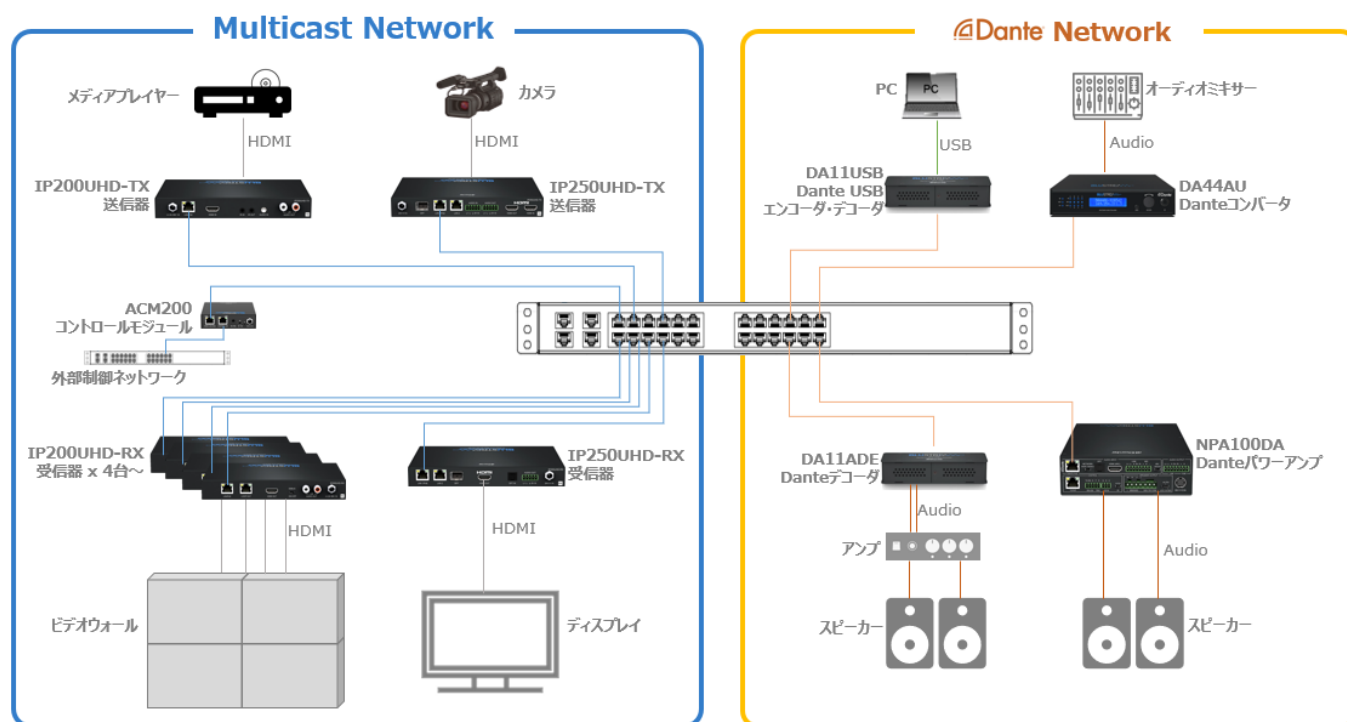 Multicast Network
Dante Network
メディアプレイヤー
HDMI
カメラ
HDMI
IP200UHD-TX
送信器
IP250UHD-TX
送信器
ACM200
コントロールモジュール
外部制御ネットワーク
IP200UHD-RX
受信器 x 4台～
HDMI
IP250UHD-RX
受信器
HDMI
ビデオウォール
ディスプレイ
PC
PC
USB
オーディオミキサー
Audio
DA11USB
Dante USB
エンコーダ・デコーダ
DA44AU
Danteコンバータ
DA11ADE
Danteデコーダ
Audio
アンプ
スピーカー
NPA100DA
Danteパワーアンプ
Audio
スピーカー